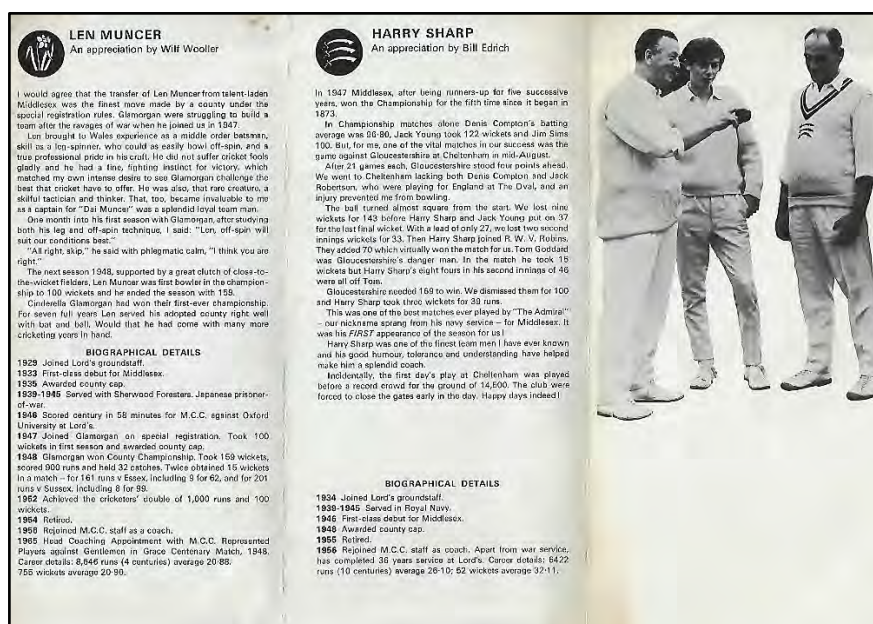 LEN MUNCER
An appreciation by Wilf Wooller
I would agree that the transfer of Len Muncer from talent-laden
Middlesex was the finest move made by a county under the
special registration rules. Glamorgan were struggling to build a
team after the ravages of war when he joined us in 1947.
Len brought to Wales experience as a middle order batsman,
skill as a leg-spinner, who could as easily bowl off-spin, and a
true professional pride in his craft. He did not suffer cricket fools
gladly and he had a fine, fighting instinct for victory, which
matched my own intense desire to see Glamorgan challenge the
best that cricket have to offer. He was also, that rare creature, a
skilful tactician and thinker. That, too, became invaluable to me
as a captain for "Dai Muncer" was a splendid loyal team man.
One month into his first season with Glamorgan, after studying
both his leg and off-spin technique, I said: "Len, off-spin will
suit our conditions best."
"All right, skip," he said with phlegmatic calm, "I think you are
right."
The next season 1948, supported by a great clutch of close-to-
the-wicket fielders, Len Muncer was first bowler in the champion-
ship to 100 wickets and he ended the season with 159.
Cinderella Glamorgan had won their first-ever championship.
For seven full years Len served his adopted county right well
with bat and ball. Would that he had come with many more
cricketing years in hand.
BIOGRAPHICAL DETAILS
1929 Joined Lord's groundstaff.
1933 First-class debut for Middlesex.
1935 Awarded county cap.
1939-1945 Served with Sherwood Foresters. Japanese prisoner-
of-war.
1946 Scored century in 58 minutes for M.C.C. against Oxford
University at Lord's.
1947 Joined Glamorgan on special registration. Took 100
wickets in first season and awarded county cap.
1948 Glamorgan won County Championship. Took 159 wickets,
scored 900 runs and held 32 catches. Twice obtained 15 wickets
in a match – for 161 runs v Essex, including 9 for 62, and for 201
runs v Sussex, including 8 for 99.
1952 Achieved the cricketers' double of 1,000 runs and 100
wickets.
1954 Retired.
1956 Rejoined M.C.C. staff as a coach.
1965 Head Coaching Appointment with M.C.C. Represented
Players against Gentlemen in Grace Centenary Match, 1948.
Career details: 8,646 runs (4 centuries) average 20·88.
755 wickets average 20·90.
HARRY SHARP
An appreciation by Bill Edrich
In 1947 Middlesex, after being runners-up for five successive
years, won the Championship for the fifth time since it began in
1873.
In Championship matches alone Denis Compton's batting
average was 96·80, Jack Young took 122 wickets and Jim Sims
100. But, for me, one of the vital matches in our success was the
game against Gloucestershire at Cheltenham in mid-August.
After 21 games each, Gloucestershire stood four points ahead.
We went to Cheltenham lacking both Denis Compton and Jack
Robertson, who were playing for England at The Oval, and an
injury prevented me from bowling.
The ball turned almost square from the start. We lost nine
wickets for 143 before Harry Sharp and Jack Young put on 37
for the last final wicket. With a lead of only 27, we lost two second
innings wickets for 33. Then Harry Sharp joined R. W. V. Robins.
They added 70 which virtually won the match for us. Tom Goddard
was Gloucestershire's danger man. In the match he took 15
wickets but Harry Sharp's eight fours in his second innings of 46
were all off Tom.
Gloucestershire needed 169 to win. We dismissed them for 100
and Harry Sharp took three wickets for 39 runs.
This was one of the best matches ever played by "The Admiral"
– our nickname sprang from his navy service – for Middlesex. It
was his FIRST appearance of the season for us!
Harry Sharp was one of the finest team men I have ever known
and his good humour, tolerance and understanding have helped
make him a splendid coach.
Incidentally, the first day's play at Cheltenham was played
before a record crowd for the ground of 14,500. The club were
forced to close the gates early in the day. Happy days indeed!
BIOGRAPHICAL DETAILS
1934 Joined Lord's groundstaff.
1939-1945 Served in Royal Navy.
1946 First-class debut for Middlesex.
1948 Awarded county cap.
1955 Retired.
1956 Rejoined M.C.C. staff as coach. Apart from war service,
has completed 36 years service at Lord's. Career details: 6422
runs (10 centuries) average 26·10; 52 wickets average 32·11.